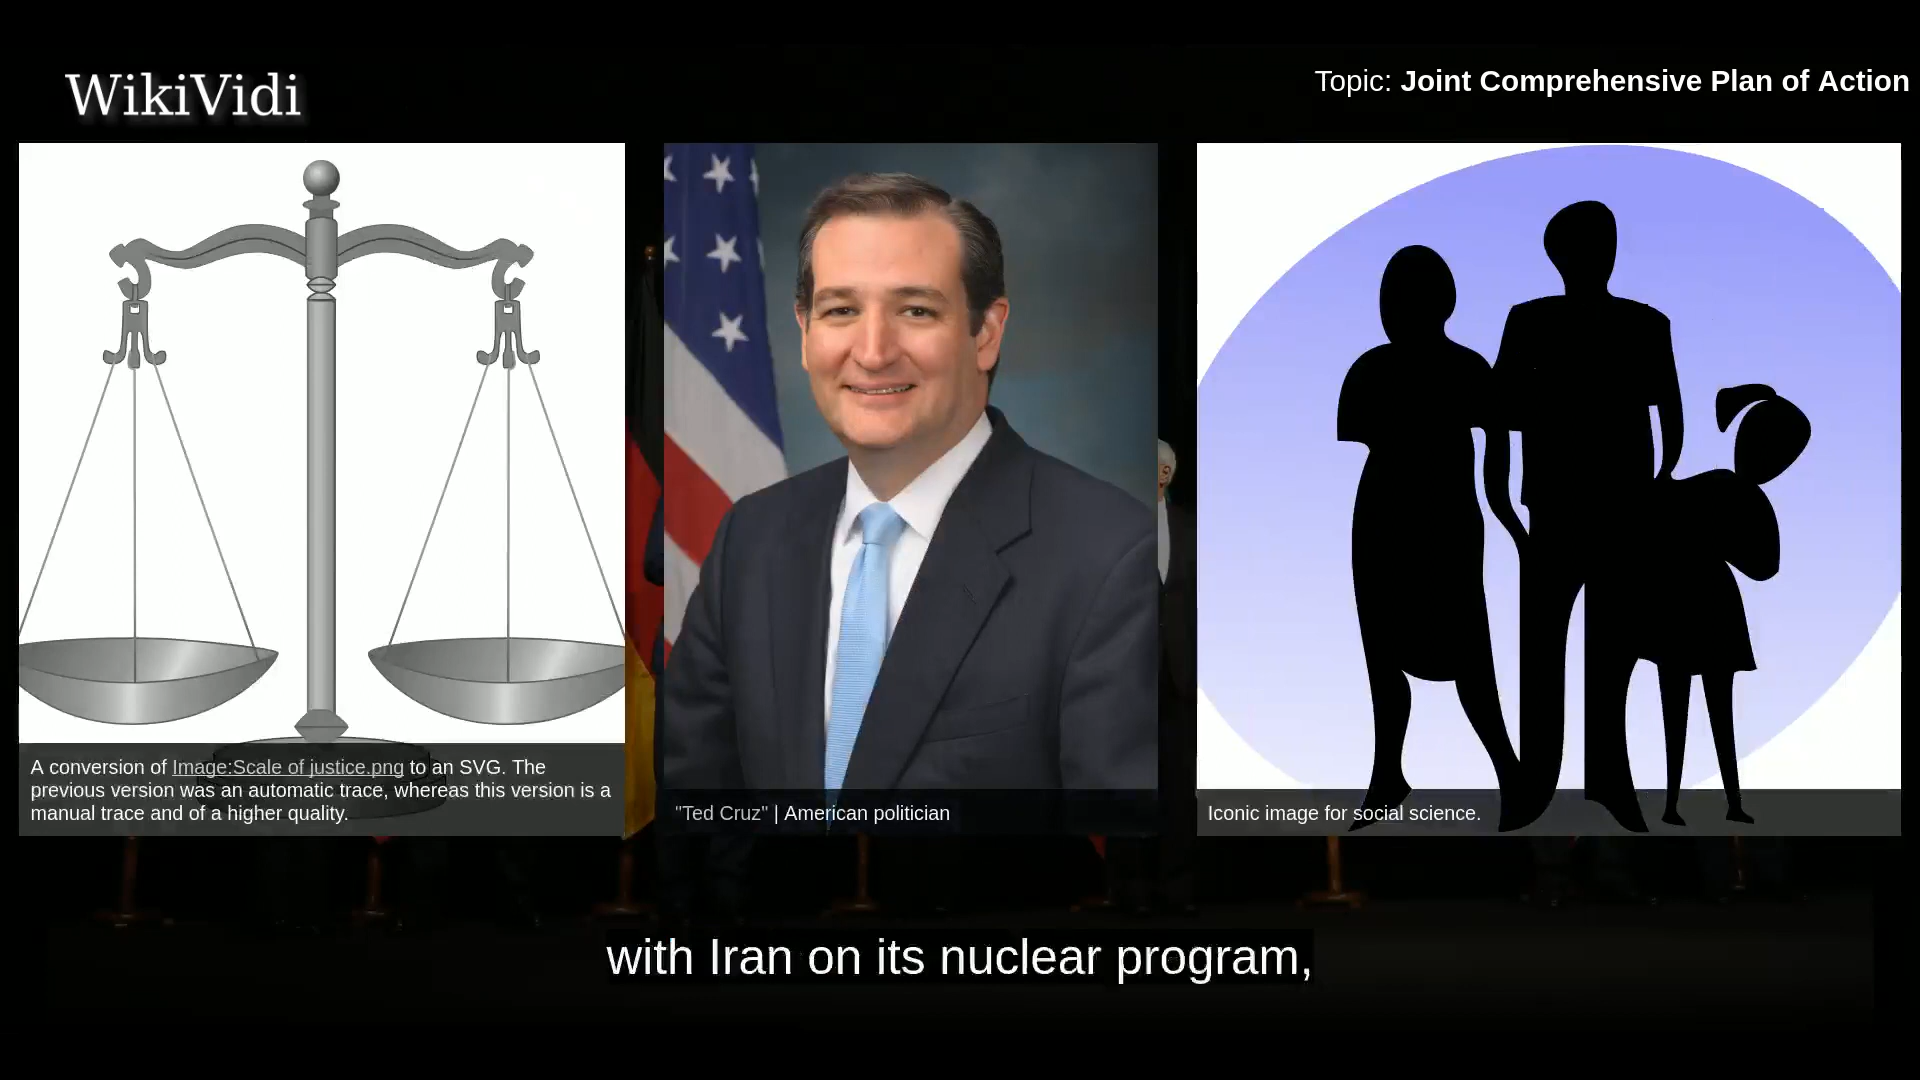 WikiVidi
Topic: Joint Comprehensive Plan of Action
A conversion of Image:Scale of justice.png to an SVG. The
previous version was an automatic trace, whereas this version is a
manual trace and of a higher quality.
"Ted Cruz" | American politician
Iconic image for social science.
with Iran on its nuclear program,